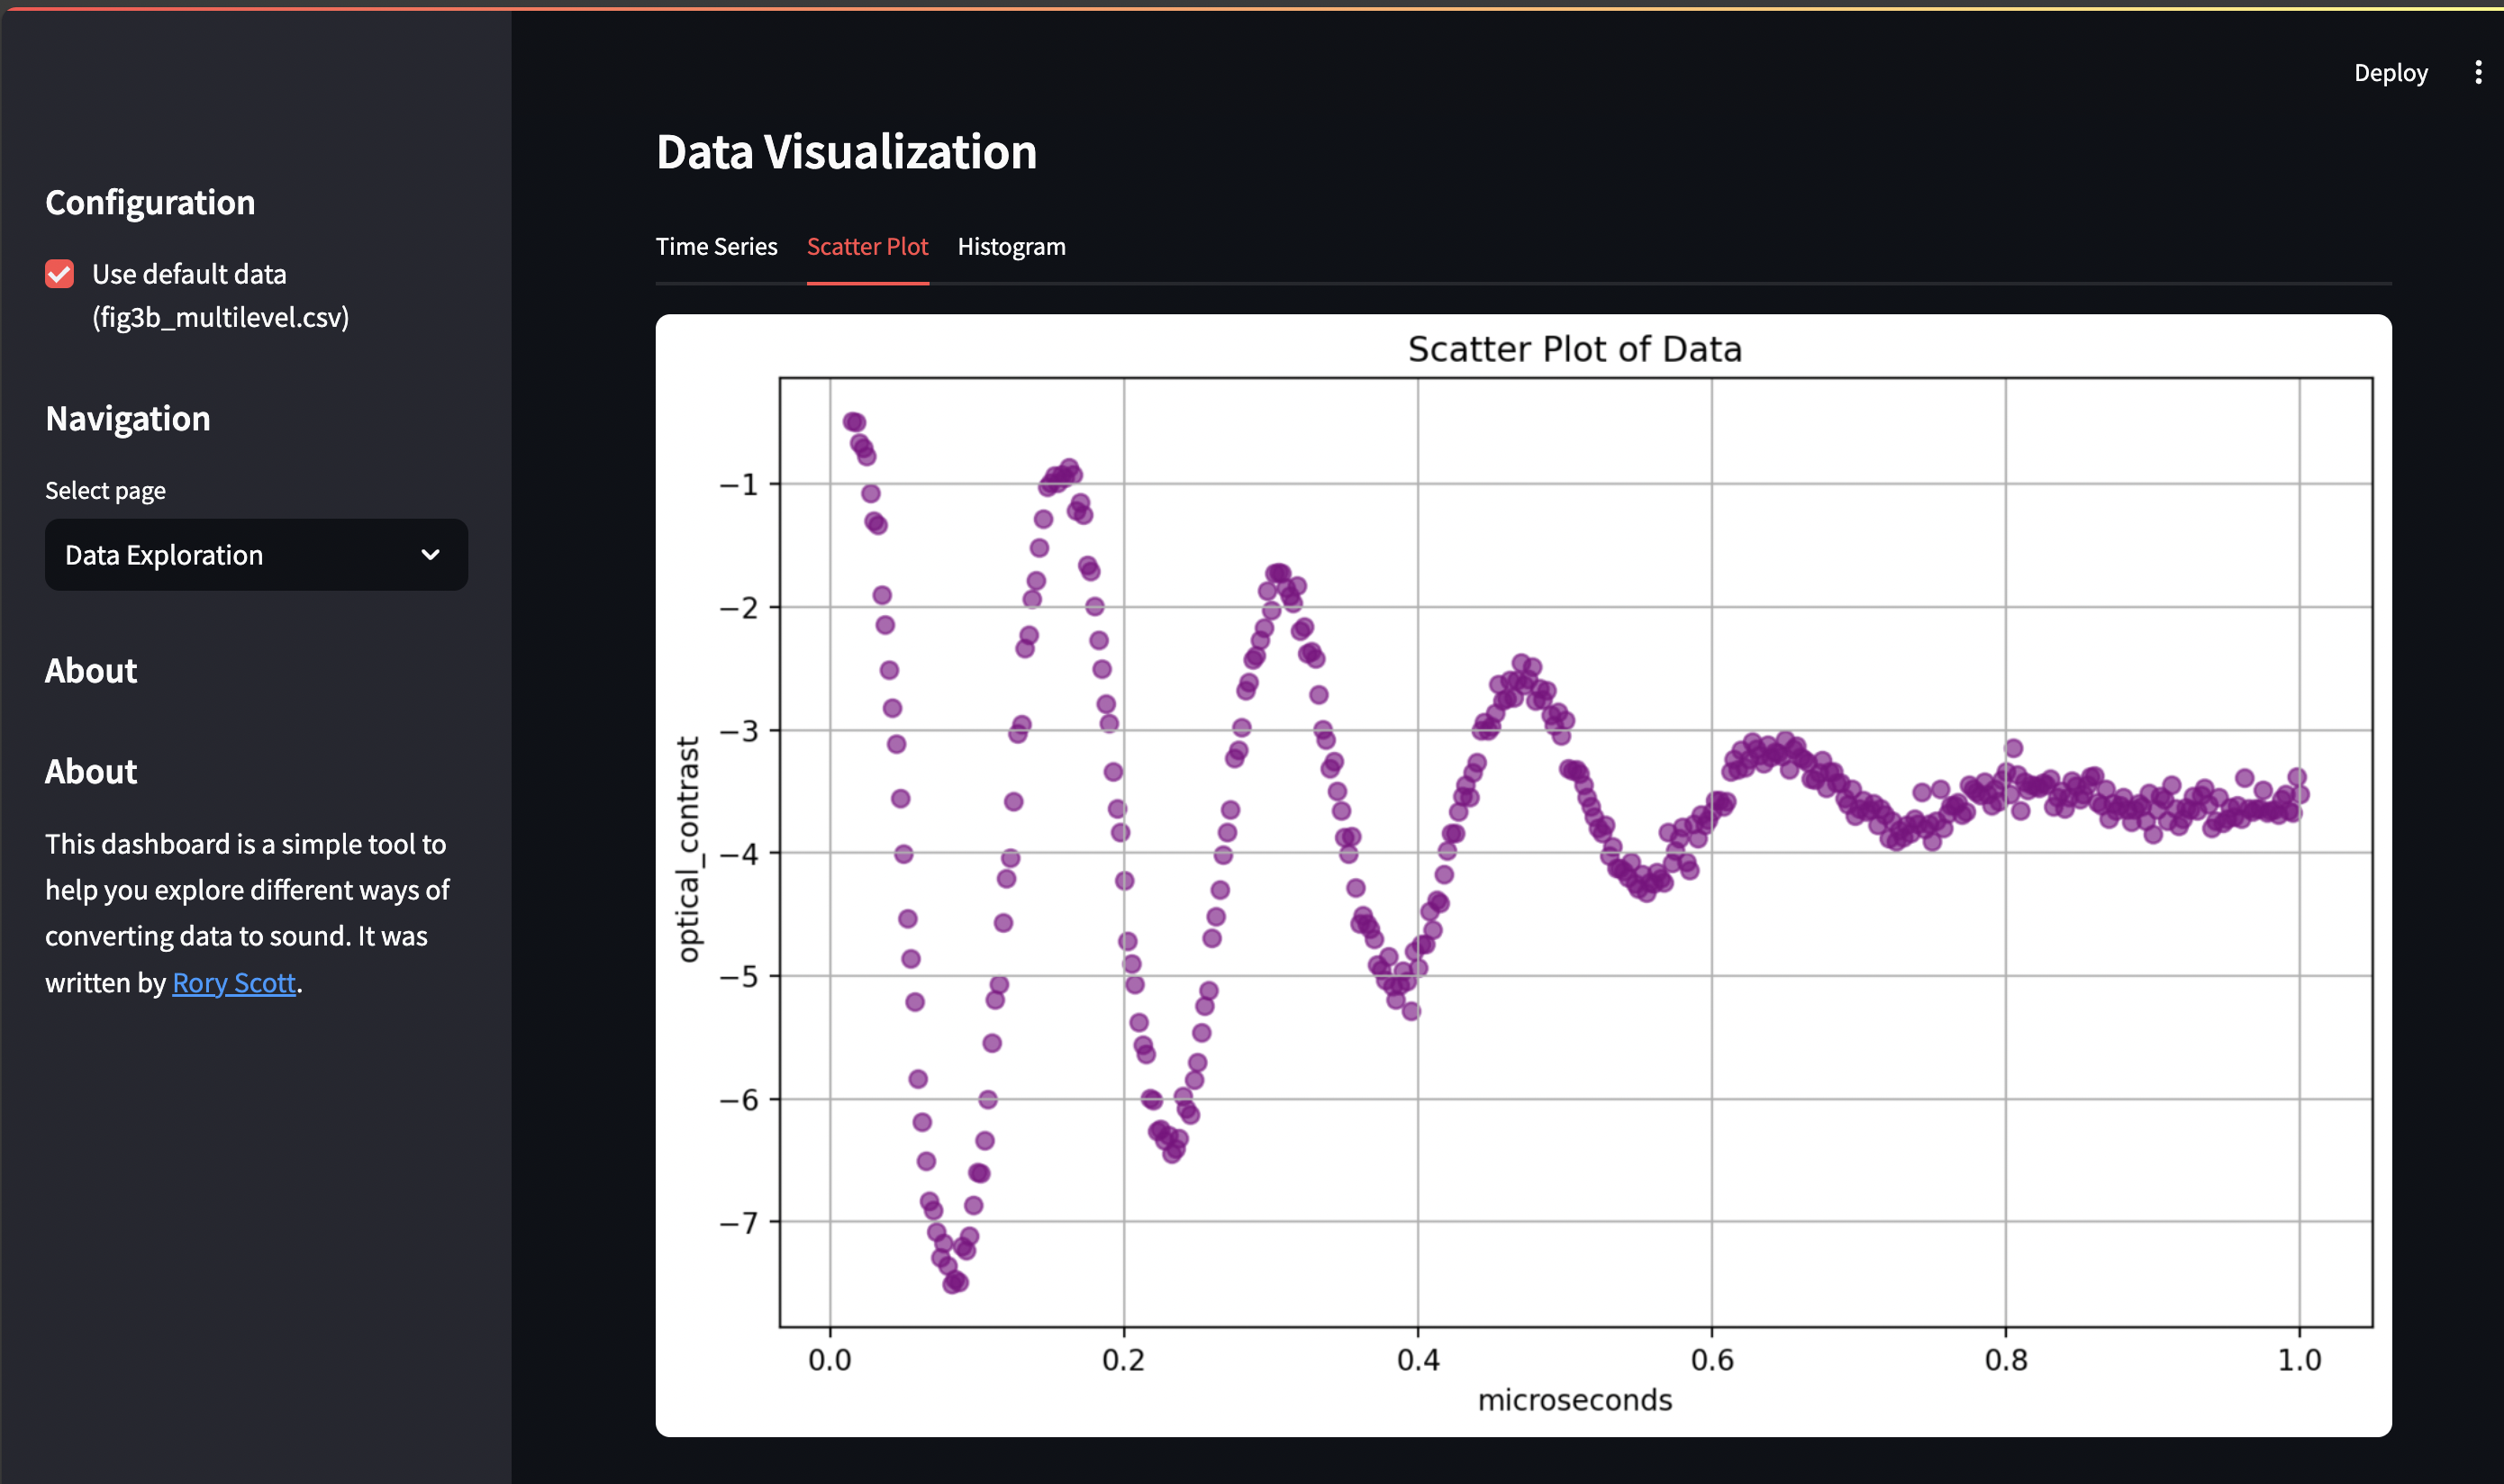 Deploy
Configuration
Use default data
(fig3b_multilevel.csv)
Navigation
Select page
Data Exploration
About
About
This dashboard is a simple tool to
help you explore different ways of
converting data to sound. It was
written by Rory Scott.
Data Visualization
Time Series Scatter Plot Histogram
Scatter Plot of Data
optical_contrast
−1
−2
−3
−4
−5
−6
−7
0.0 0.2 0.4 0.6 0.8 1.0
microseconds